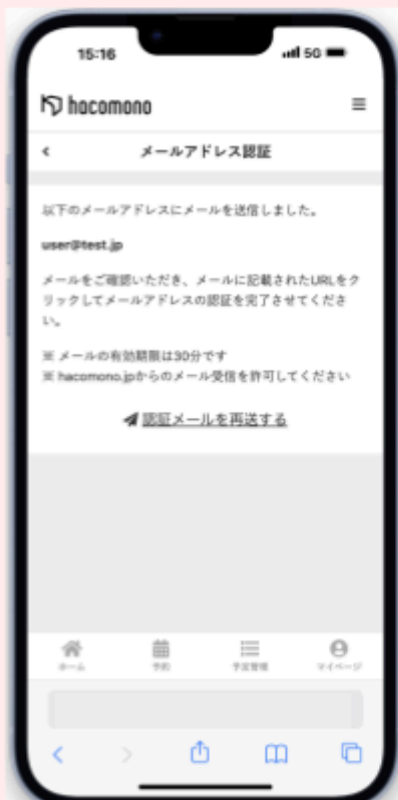 15:16
5G
hacomono
メールアドレス認証
以下のメールアドレスにメールを送信しました。
user@test.jp
メールをご確認いただき、メールに記載されたURLをク
リックしてメールアドレスの認証を完了させてくださ
い。
※ メールの有効期限は30分です
※ hacomono.jpからのメール受信を許可してください
認証メールを再送する
ホーム
予約
予定管理
マイページ